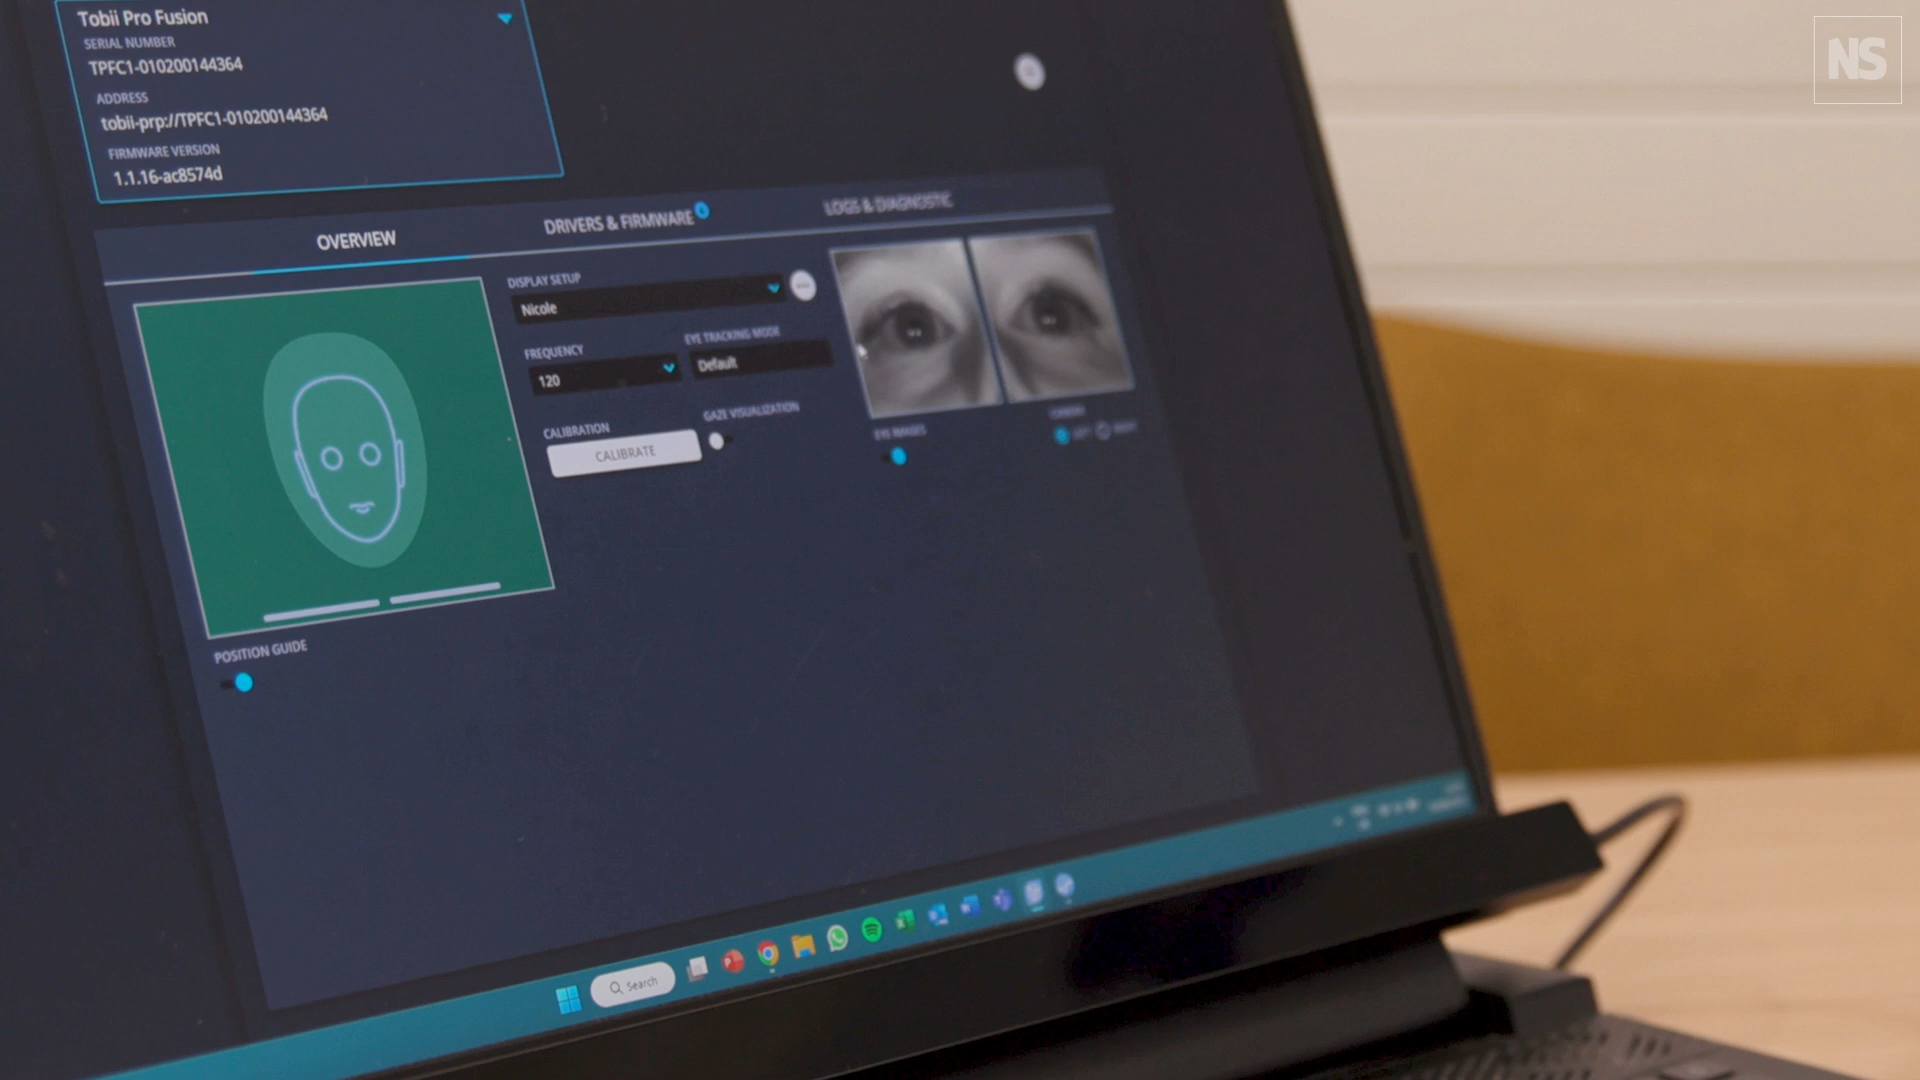 NS
Tobii Pro Fusion
SERIAL NUMBER
TPFC1-010200144364
ADDRESS
tobii-prp://TPFC1-010200144364
FIRMWARE VERSION
1.1.16-ac8574d
OVERVIEW
DRIVERS & FIRMWARE
LOGS & DIAGNOSTIC
DISPLAY SETUP
Nicole
FREQUENCY
EYE TRACKING MODE
120
Default
CALIBRATION
GAZE VISUALIZATION
CALIBRATE
EYE IMAGES
POSITION GUIDE
Search